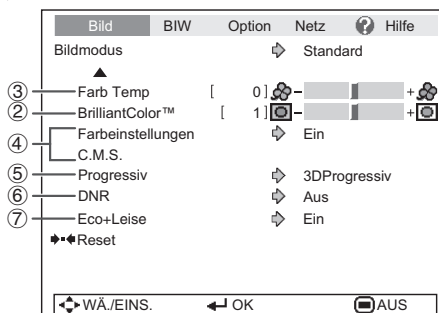 Bild BIW Option Netz ? Hilfe
Bildmodus Standard
③ Farb Temp [ 0] - +
② BrilliantColor™ [ 1] - +
④ Farbeinstellungen Ein
C.M.S.
⑤ Progressiv 3DProgressiv
⑥ DNR Aus
⑦ Eco+Leise Ein
Reset
WÄ./EINS. OK AUS